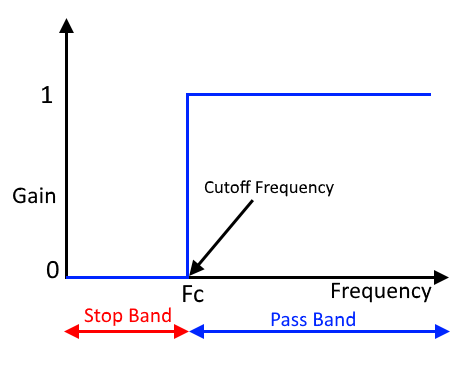 1
Gain
Cutoff Frequency
0
Fc
Frequency
Stop Band
Pass Band